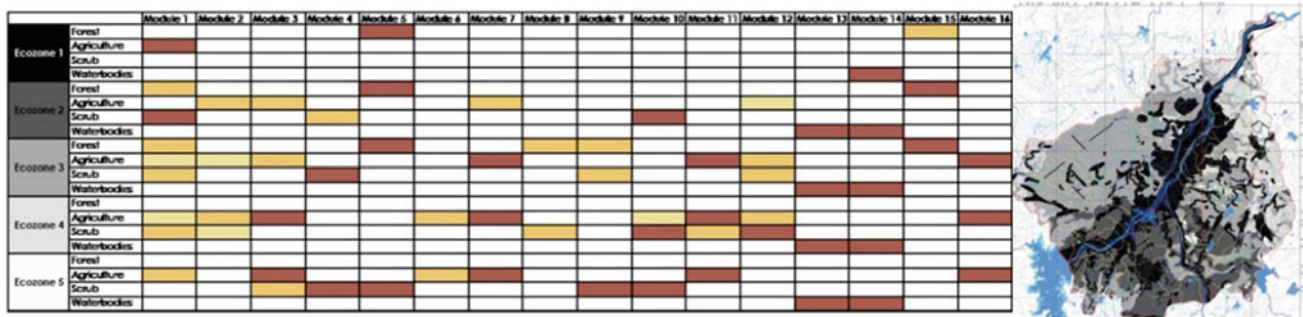 Module 1 Module 2 Module 3 Module 4 Module 5 Module 6 Module 7 Module 8 Module 9 Module 10 Module 11 Module 12 Module 13 Module 14 Module 15 Module 16
Ecozone 1
Forest
Agriculture
Scrub
Waterbodies
Ecozone 2
Forest
Agriculture
Scrub
Waterbodies
Ecozone 3
Forest
Agriculture
Scrub
Waterbodies
Ecozone 4
Forest
Agriculture
Scrub
Waterbodies
Ecozone 5
Forest
Agriculture
Scrub
Waterbodies